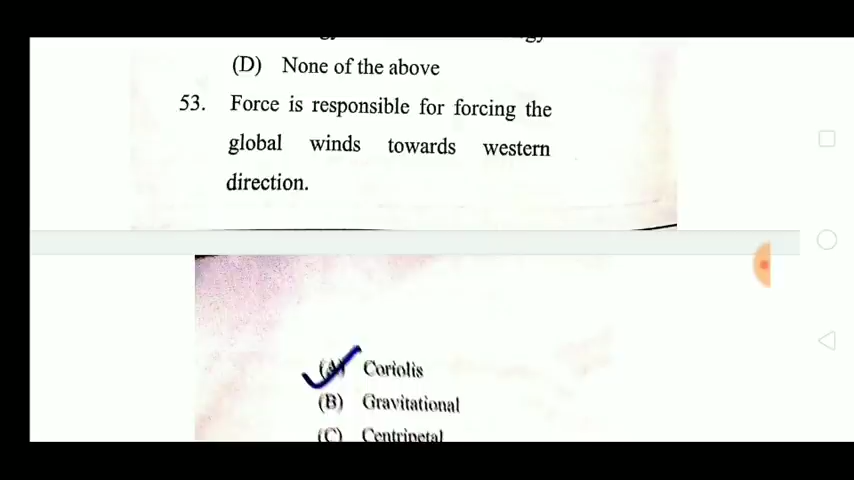 (D) None of the above
53. Force is responsible for forcing the
global winds towards western
direction.
(A) Coriolis
(B) Gravitational
(C) Centripetal